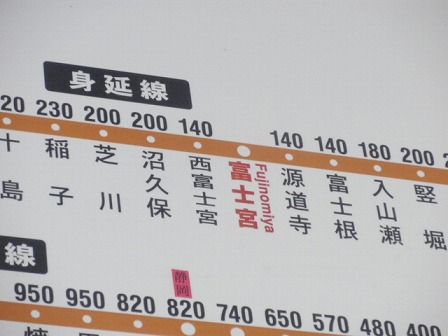 身延線
20 230 200 200 140 140 140 180 200
十島
稲子
芝川
沼久保
西富士宮
富士宮
Fujinomiya
源道寺
富士根
入山瀬
竪堀
線
静岡
950 950 820 820 740 650 570 500 400